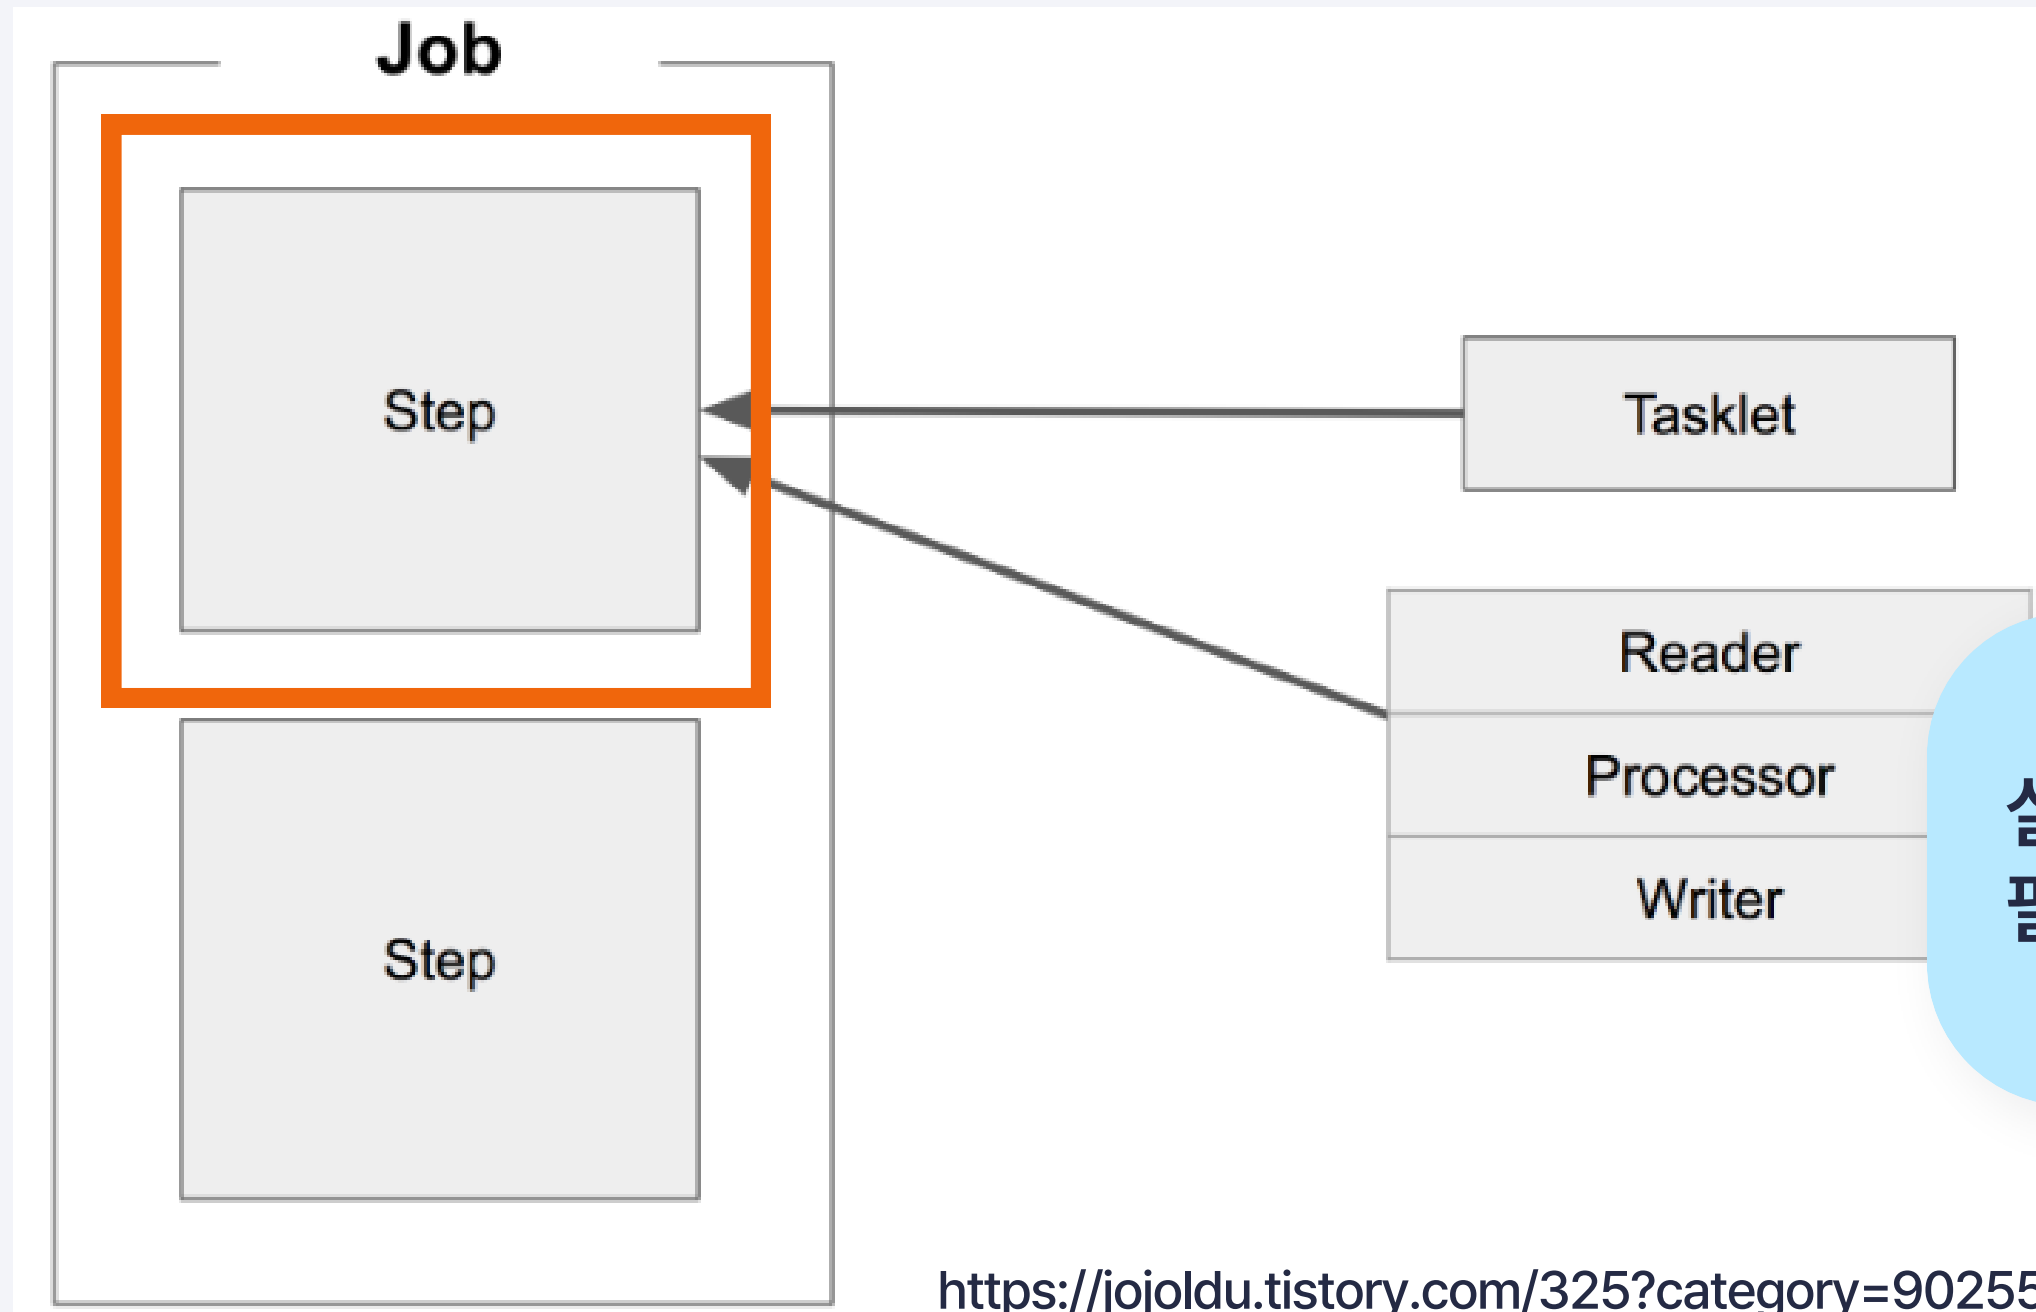 Job
Step
Tasklet
Reader
Processor
Writer
Step
https://jojoldu.tistory.com/325?category=90255